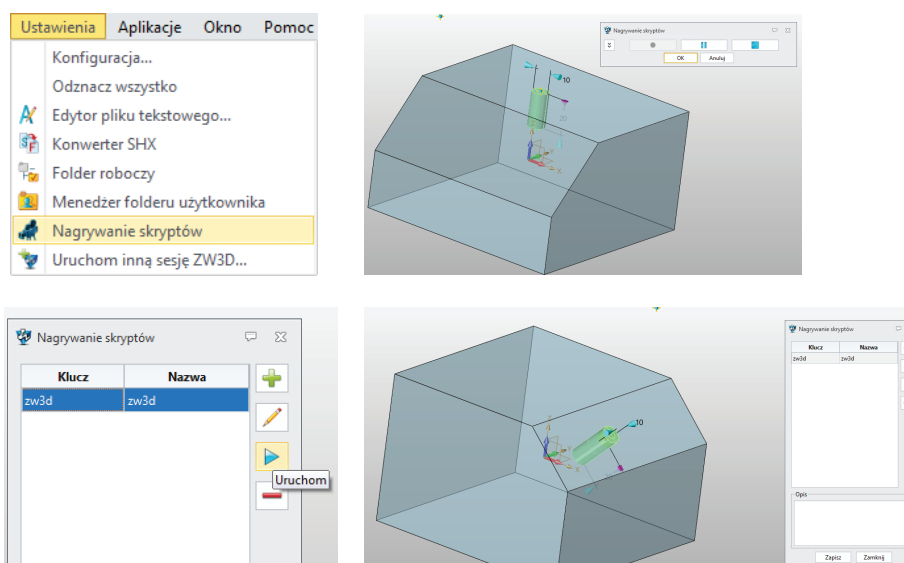 Ustawienia Aplikacje Okno Pomoc
Konfiguracja...
Odznacz wszystko
Edytor pliku tekstowego...
Konwerter SHX
Folder roboczy
Menedżer folderu użytkownika
Nagrywanie skryptów
Uruchom inną sesję ZW3D...
Nagrywanie skryptów
OK Anuluj
10
20
X
Nagrywanie skryptów
Klucz Nazwa
zw3d zw3d
Uruchom
10
X
Nagrywanie skryptów
Klucz Nazwa
zw3d zw3d
Opis
Zapisz Zamknij